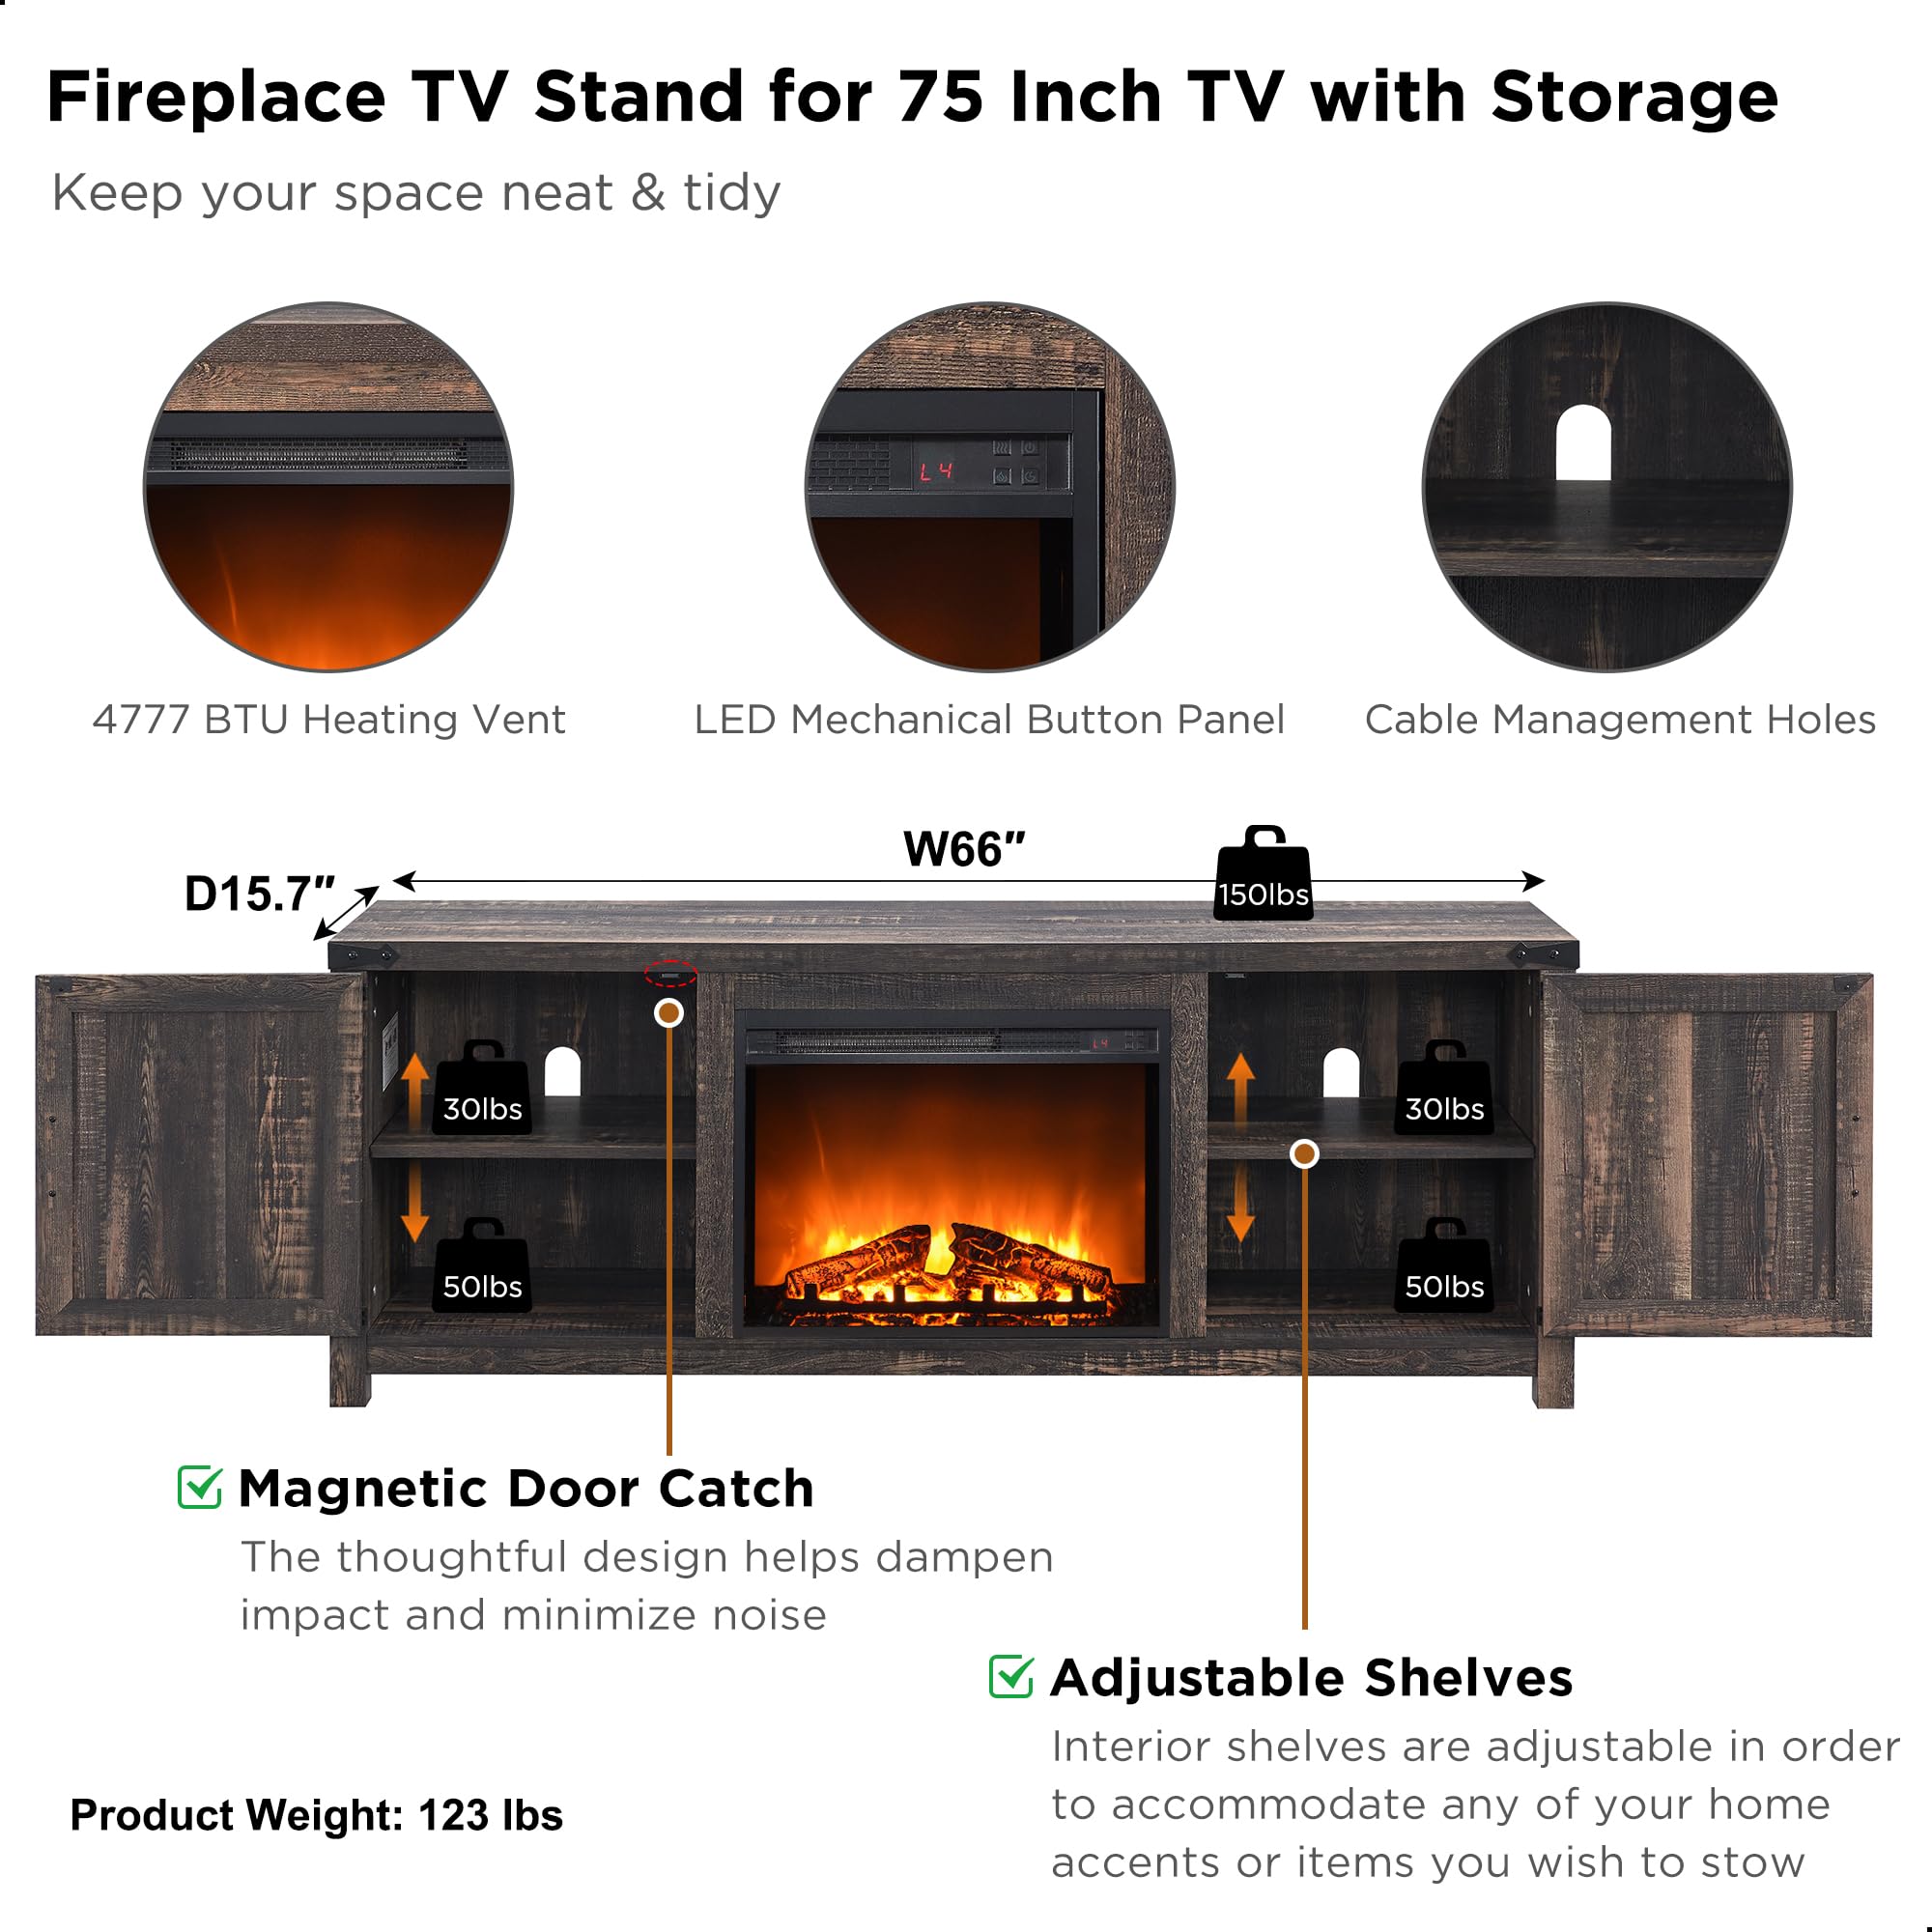 Fireplace TV Stand for 75 Inch TV with Storage
Keep your space neat & tidy
L4
4777 BTU Heating Vent
LED Mechanical Button Panel
Cable Management Holes
W66"
D15.7"
150lbs
L4
30lbs
30lbs
50lbs
50lbs
Magnetic Door Catch
The thoughtful design helps dampen
impact and minimize noise
Adjustable Shelves
Interior shelves are adjustable in order
to accommodate any of your home
accents or items you wish to stow
Product Weight: 123 lbs